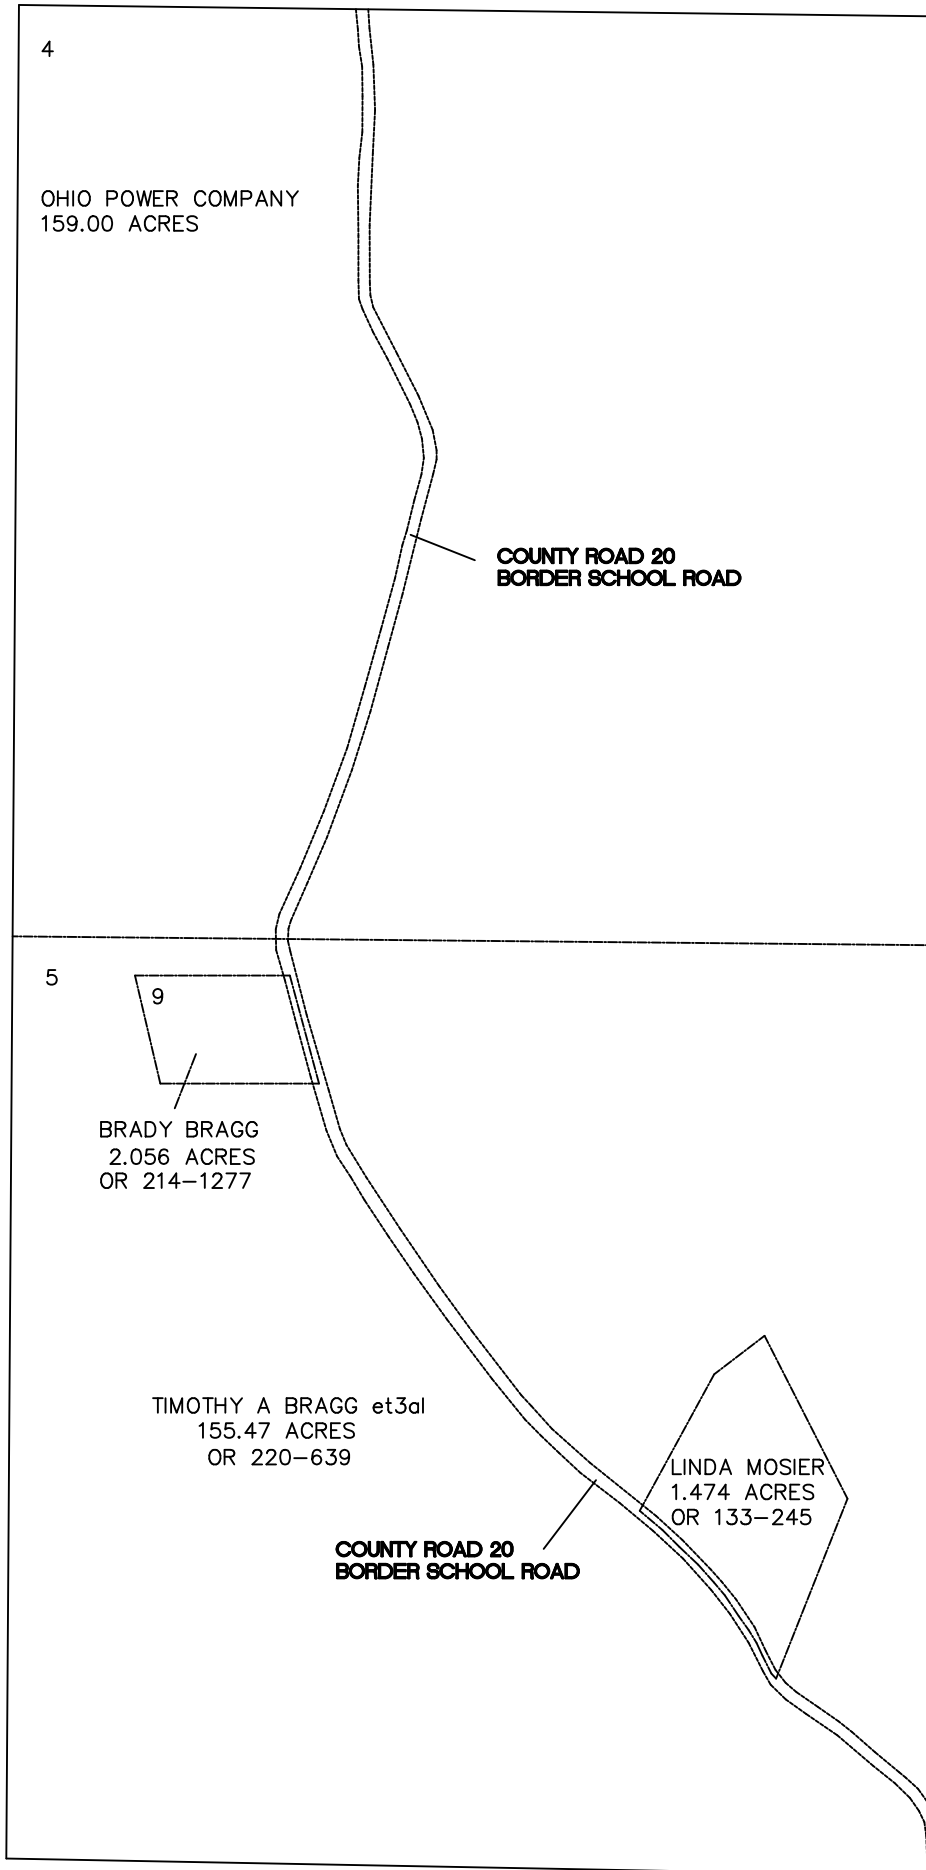 4
OHIO POWER COMPANY
159.00 ACRES
COUNTY ROAD 20
BORDER SCHOOL ROAD
5
9
BRADY BRAGG
2.056 ACRES
OR 214-1277
TIMOTHY A BRAGG et3al
155.47 ACRES
OR 220-639
LINDA MOSIER
1.474 ACRES
OR 133-245
COUNTY ROAD 20
BORDER SCHOOL ROAD